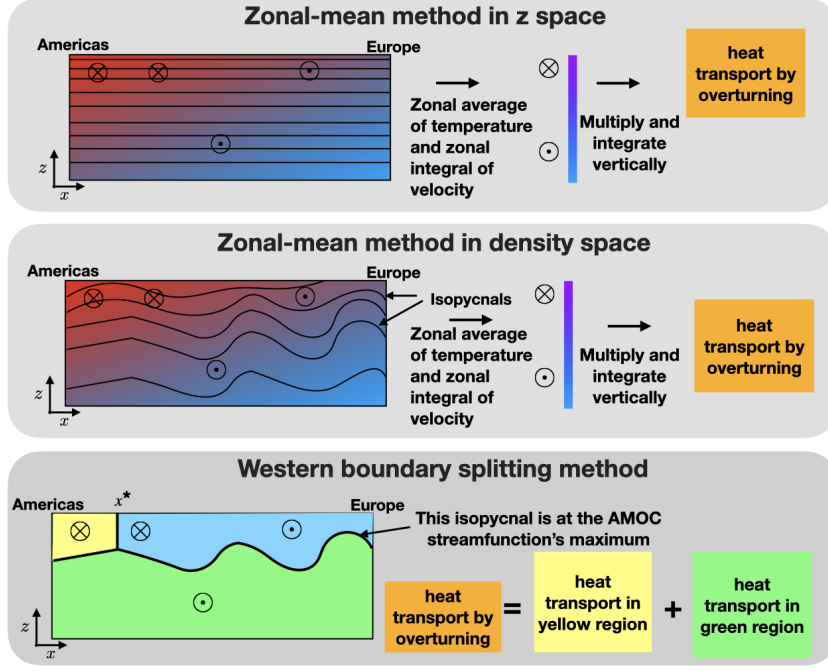 Zonal-mean method in z space
Americas
Europe
z
x
Zonal average
of temperature
and zonal
integral of
velocity
Multiply and
integrate
vertically
heat
transport by
overturning
Zonal-mean method in density space
Americas
Europe
Isopycnals
z
x
Zonal average
of temperature
and zonal
integral of
velocity
Multiply and
integrate
vertically
heat
transport by
overturning
Western boundary splitting method
Americas
x*
Europe
This isopycnal is at the AMOC
streamfunction's maximum
z
x
heat
transport by
overturning
=
heat
transport in
yellow region
+
heat
transport in
green region